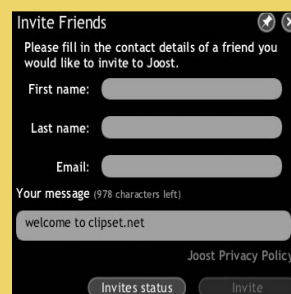 Invite Friends
Please fill in the contact details of a friend you
would like to invite to Joost.
First name:
Last name:
Email:
Your message (978 characters left)
welcome to clipset.net
Joost Privacy Policy
Invites status Invite